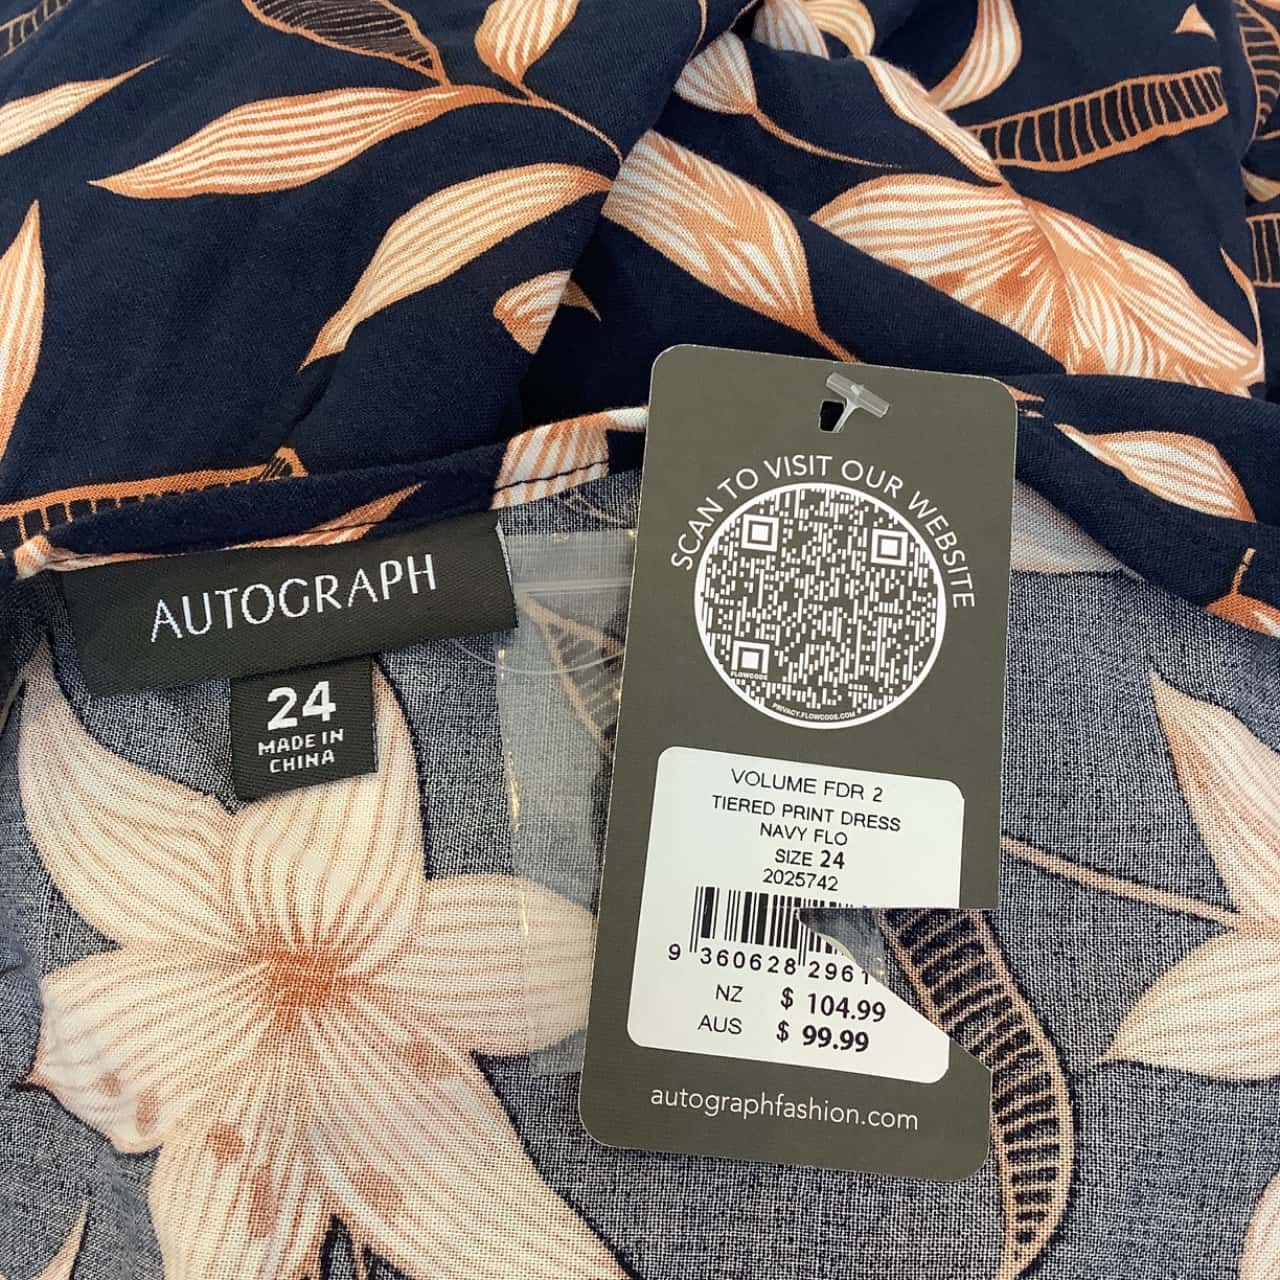 SCAN TO VISIT OUR WEBSITE
FLOWCODE
PRIVACY.FLOWCODE.COM
AUTOGRAPH
24
MADE IN
CHINA
VOLUME FDR 2
TIERED PRINT DRESS
NAVY FLO
SIZE 24
2025742
9 360628 2961
NZ $ 104.99
AUS $ 99.99
autographfashion.com